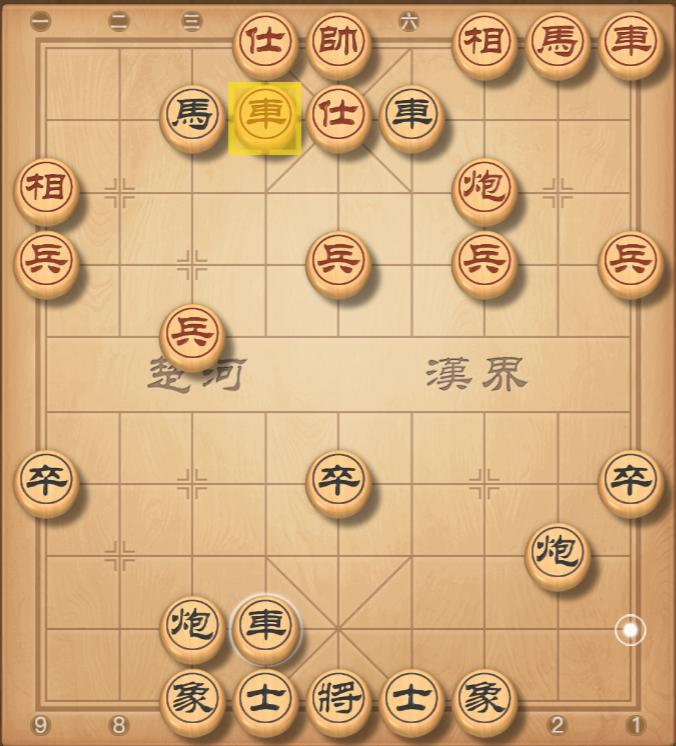 一 二 三 仕 帥 六 相 馬 車
馬 車 仕 車
相 炮
兵 兵 兵 兵
兵
楚河 漢界
卒 卒 卒
炮
炮 車
象 士 將 士 象
9 8 2 1